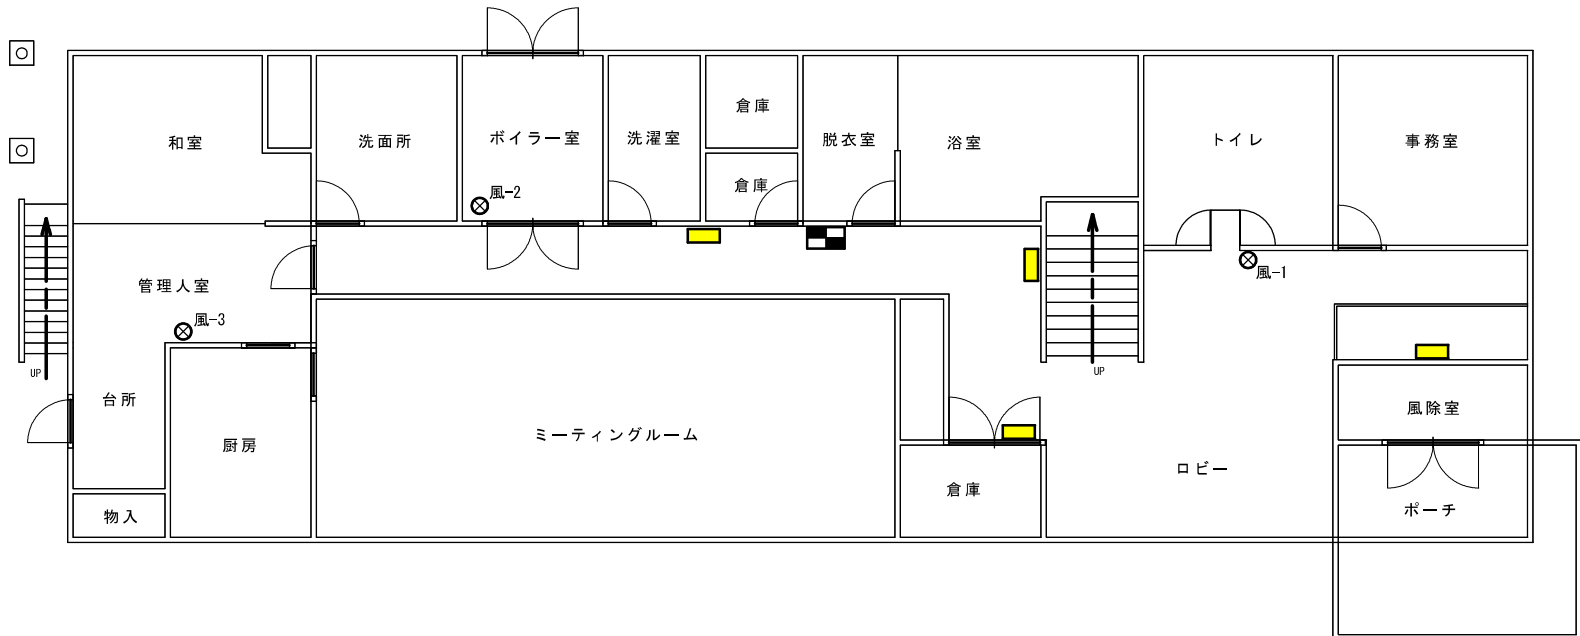 倉庫
和室
洗面所
ボイラー室
洗濯室
脱衣室
浴室
トイレ
事務室
倉庫
風-2
風-1
管理人室
風-3
UP
UP
台所
風除室
厨房
ミーティングルーム
ロビー
倉庫
物入
ポーチ